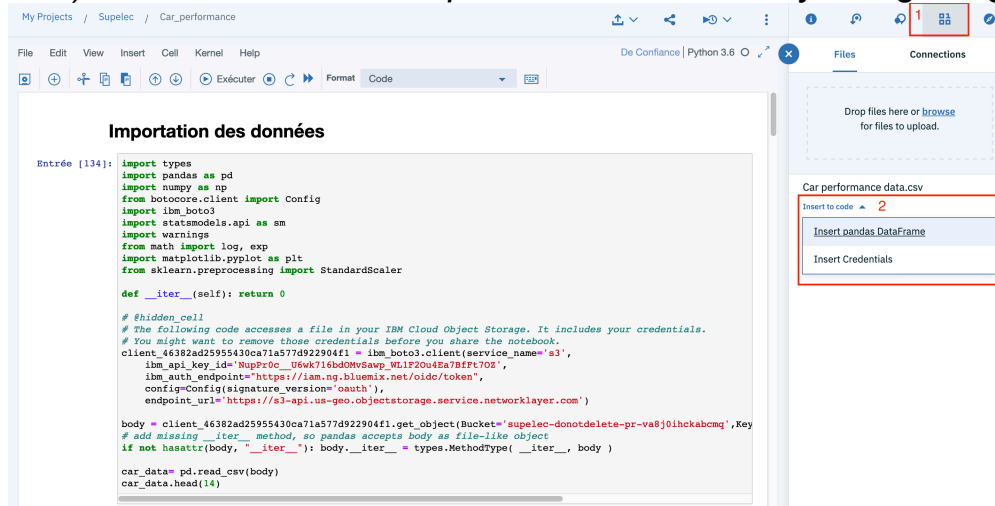 My Projects / Supelec / Car_performance
File Edit View Insert Cell Kernel Help
De Confiance | Python 3.6
Exécuter
Format Code
Importation des données
Entrée [134]:
import types
import pandas as pd
import numpy as np
from botocore.client import Config
import ibm_boto3
import statsmodels.api as sm
import warnings
from math import log, exp
import matplotlib.pyplot as plt
from sklearn.preprocessing import StandardScaler
def __iter__(self): return 0
# @hidden_cell
# The following code accesses a file in your IBM Cloud Object Storage. It includes your credentials.
# You might want to remove those credentials before you share the notebook.
client_46382ad25955430ca71a577d922904f1 = ibm_boto3.client(service_name='s3',
ibm_api_key_id='NupPr0c__U6wk716bdOMvSawp_WL1F2Ou4Ea7BfFt7OZ',
ibm_auth_endpoint="https://iam.ng.bluemix.net/oidc/token",
config=Config(signature_version='oauth'),
endpoint_url='https://s3-api.us-geo.objectstorage.service.networklayer.com')
body = client_46382ad25955430ca71a577d922904f1.get_object(Bucket='supelec-donotdelete-pr-va8j0ihckabcmq',Key
# add missing __iter__ method, so pandas accepts body as file-like object
if not hasattr(body, "__iter__"): body.__iter__ = types.MethodType( __iter__, body )
car_data= pd.read_csv(body)
car_data.head(14)
1
Files Connections
Drop files here or browse
for files to upload.
Car performance data.csv
Insert to code 2
Insert pandas DataFrame
Insert Credentials